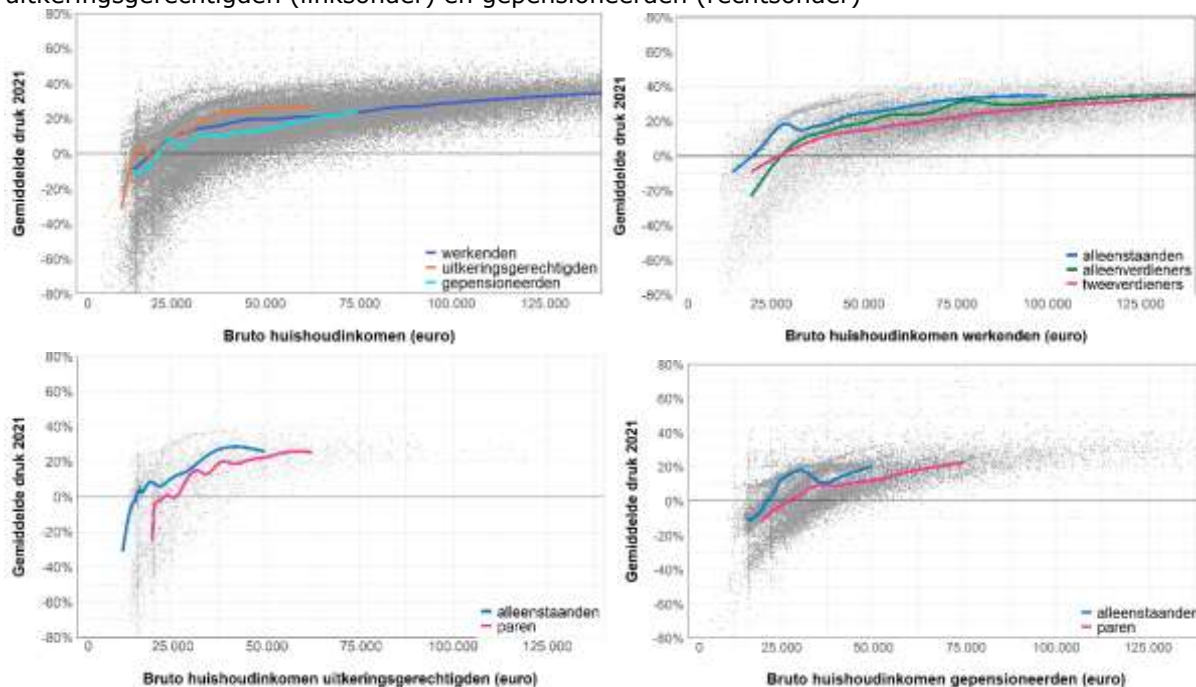 uitkeringsgerechtigden (linksonder) en gepensioneerden (rechtsonder)
80%
60%
40%
20%
0%
-20%
-40%
-60%
-80%
Gemiddelde druk 2021
werkenden
uitkeringsgerechtigden
gepensioneerden
0 25.000 50.000 75.000 100.000 125.000
Bruto huishoudinkomen (euro)
80%
60%
40%
20%
0%
-20%
-40%
-60%
-80%
Gemiddelde druk 2021
alleenstaanden
alleenverdieners
tweeverdieners
0 25.000 50.000 75.000 100.000 125.000
Bruto huishoudinkomen werkenden (euro)
80%
60%
40%
20%
0%
-20%
-40%
-60%
-80%
Gemiddelde druk 2021
alleenstaanden
paren
0 25.000 50.000 75.000 100.000 125.000
Bruto huishoudinkomen uitkeringsgerechtigden (euro)
80%
60%
40%
20%
0%
-20%
-40%
-60%
-80%
Gemiddelde druk 2021
alleenstaanden
paren
0 25.000 50.000 75.000 100.000 125.000
Bruto huishoudinkomen gepensioneerden (euro)